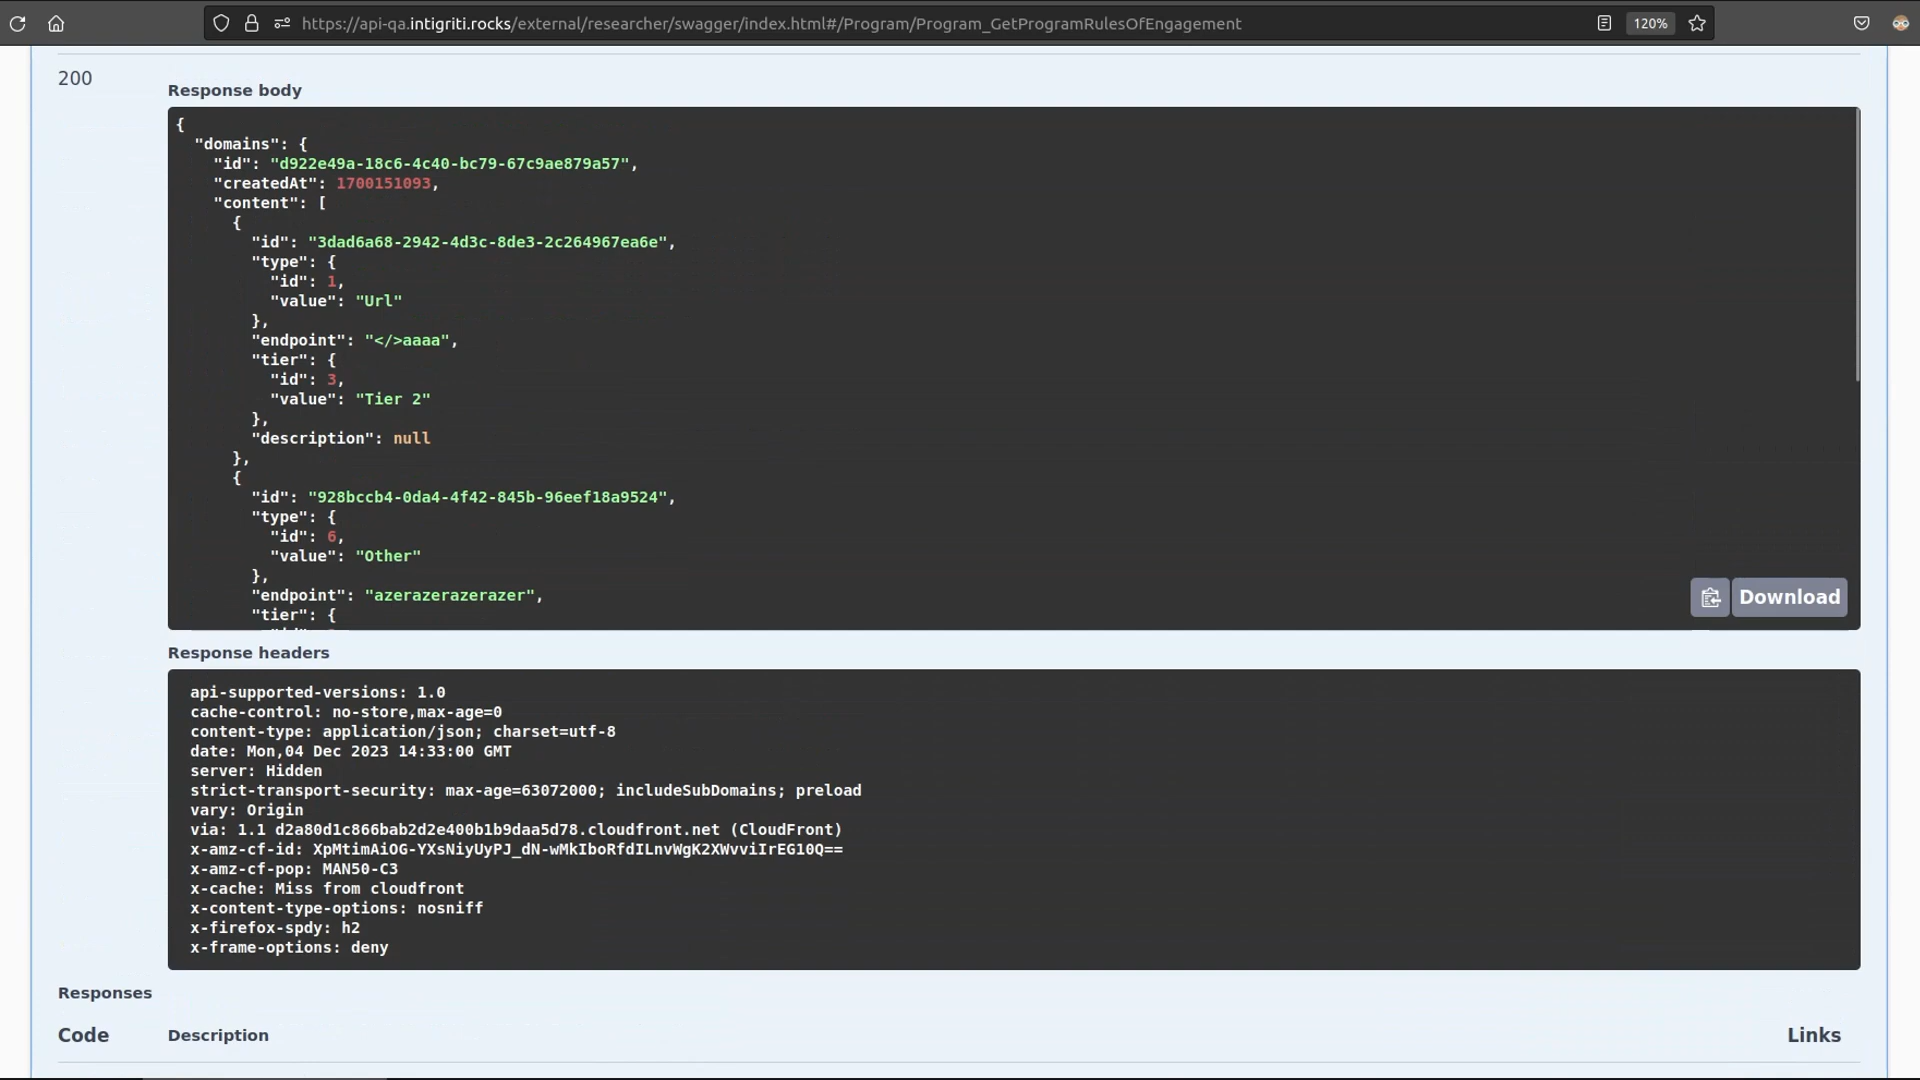 https://api-qa.intigriti.rocks/external/researcher/swagger/index.html#/Program/Program_GetProgramRulesOfEngagement
120%
200
Response body
{
"domains": {
"id": "d922e49a-18c6-4c40-bc79-67c9ae879a57",
"createdAt": 1700151093,
"content": [
{
"id": "3dad6a68-2942-4d3c-8de3-2c264967ea6e",
"type": {
"id": 1,
"value": "Url"
},
"endpoint": "</>aaaa",
"tier": {
"id": 3,
"value": "Tier 2"
},
"description": null
},
{
"id": "928bccb4-0da4-4f42-845b-96eef18a9524",
"type": {
"id": 6,
"value": "Other"
},
"endpoint": "azerazerazerazer",
"tier": {
Download
Response headers
api-supported-versions: 1.0
cache-control: no-store,max-age=0
content-type: application/json; charset=utf-8
date: Mon,04 Dec 2023 14:33:00 GMT
server: Hidden
strict-transport-security: max-age=63072000; includeSubDomains; preload
vary: Origin
via: 1.1 d2a80d1c866bab2d2e400b1b9daa5d78.cloudfront.net (CloudFront)
x-amz-cf-id: XpMtimAiOG-YXsNiyUyPJ_dN-wMkIboRfdILnvWgK2XWvviIrEG10Q==
x-amz-cf-pop: MAN50-C3
x-cache: Miss from cloudfront
x-content-type-options: nosniff
x-firefox-spdy: h2
x-frame-options: deny
Responses
Code
Description
Links